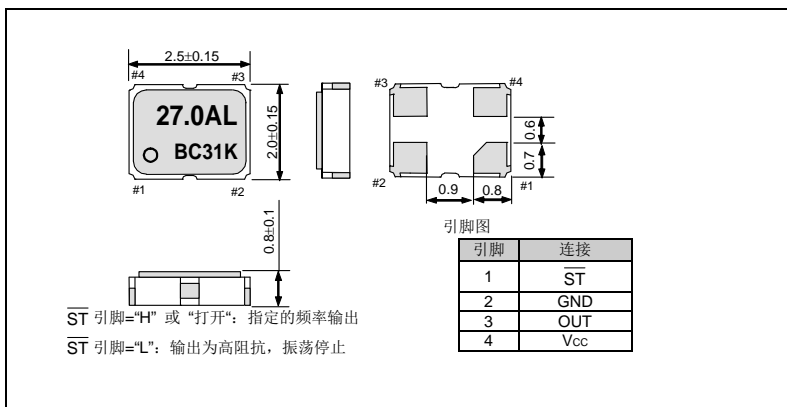 2.5±0.15
#4 #3
27.0AL
BC31K
2.0±0.15
#1 #2
#3 #4
0.6
0.7
#2 #1
0.9 0.8
0.8±0.1
引脚图
引脚 连接
1 ST
2 GND
3 OUT
4 Vcc
ST 引脚="H" 或 "打开": 指定的频率输出
ST 引脚="L": 输出为高阻抗，振荡停止